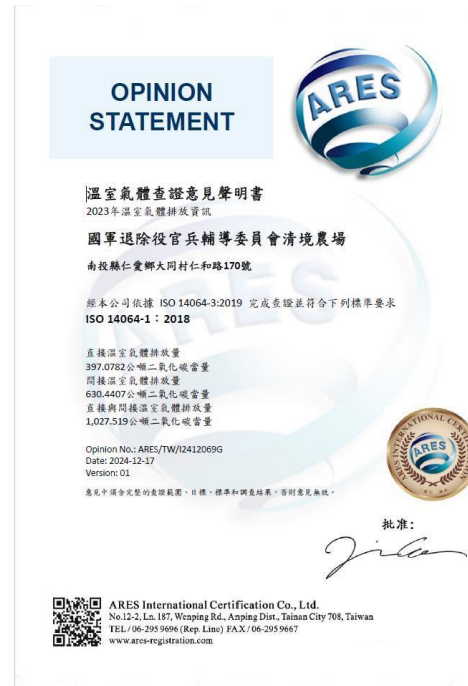 OPINION
STATEMENT
ARES
溫室氣體查證意見聲明書
2023年溫室氣體排放資訊
國軍退除役官兵輔導委員會清境農場
南投縣仁愛鄉大同村仁和路170號
經本公司依據 ISO 14064-3:2019 完成查證並符合下列標準要求
ISO 14064-1：2018
直接溫室氣體排放量
397.0782公噸二氧化碳當量
間接溫室氣體排放量
630.4407公噸二氧化碳當量
直接與間接溫室氣體排放量
1,027.519公噸二氧化碳當量
Opinion No.: ARES/TW/I2412069G
Date: 2024-12-17
Version: 01
意見中須含完整的查證範圍、目標、標準和調查結果，否則意見無效。
ARES
批准：
ARES International Certification Co., Ltd.
No.12-2, Ln. 187, Wenping Rd., Anping Dist., Tainan City 708, Taiwan
TEL / 06-295 9696 (Rep. Line) FAX / 06-295 9667
www.ares-registration.com